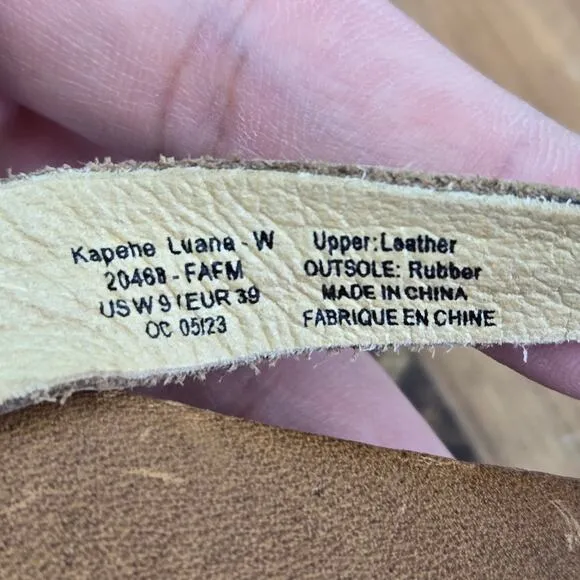 Kapehe Luana - W
20468 - FAFM
US W 9 / EUR 39
OC 05/23
Upper: Leather
OUTSOLE: Rubber
MADE IN CHINA
FABRIQUE EN CHINE